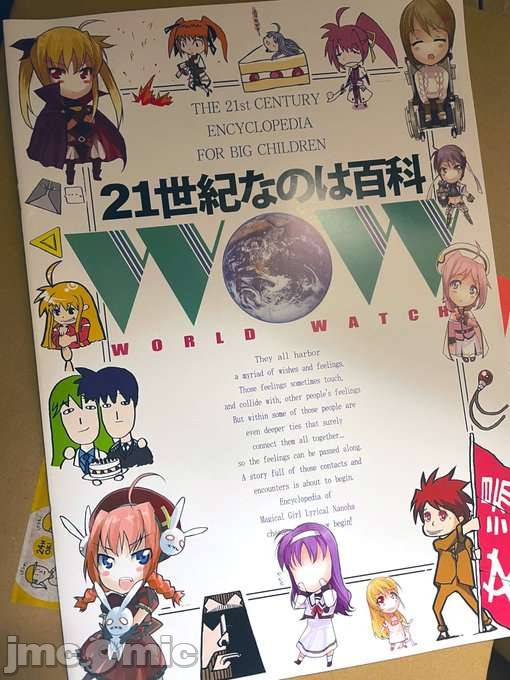 THE 21st CENTURY
ENCYCLOPEDIA
FOR BIG CHILDREN
21世紀なのは百科
WOW
WORLD WATCH
They all harbor
a myriad of wishes and feelings.
Those feelings sometimes touch,
and collide with, other people's feelings
But within some of those people are
even deeper ties that surely
connect them all together…
so the feelings can be passed along.
A story full of those contacts and
encounters is about to begin.
Encyclopedia of
Magical Girl Lyrical Nanoha
begin!
jmc comic